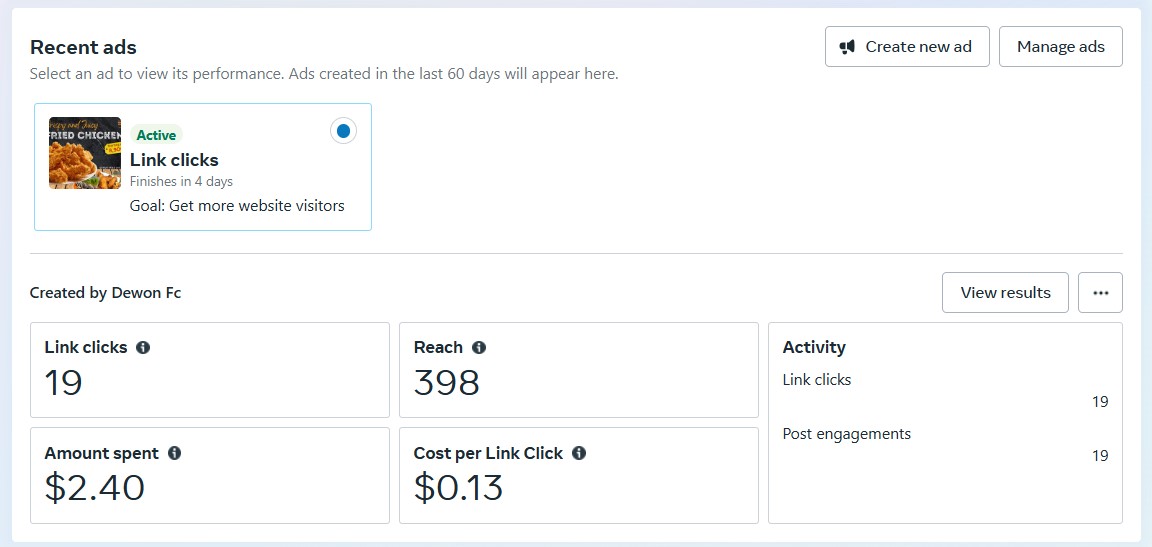 Recent ads
Select an ad to view its performance. Ads created in the last 60 days will appear here.
Create new ad
Manage ads
FRIED CHICKEN
Active
Link clicks
Finishes in 4 days
Goal: Get more website visitors
Created by Dewon Fc
View results
Link clicks
19
Reach
398
Activity
Link clicks
19
Post engagements
19
Amount spent
$2.40
Cost per Link Click
$0.13